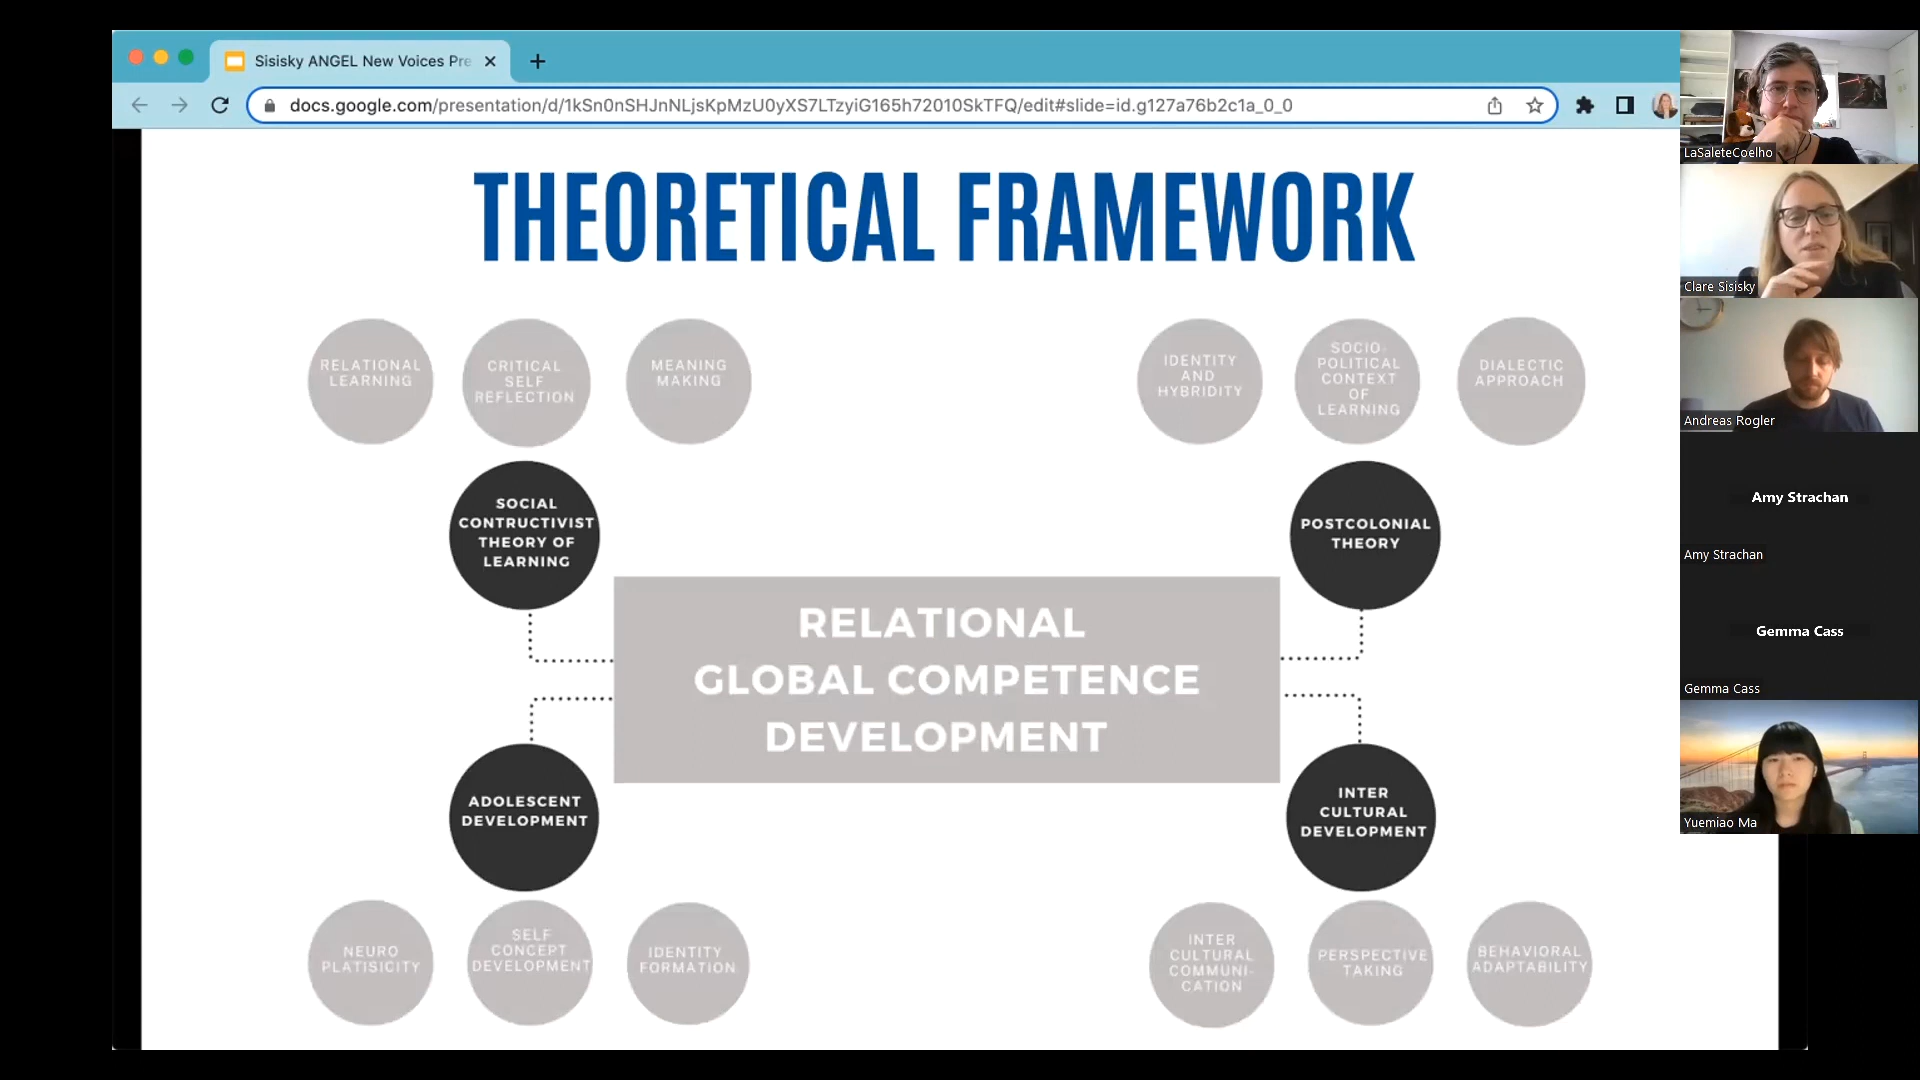 Sisisky ANGEL New Voices Pre
docs.google.com/presentation/d/1kSn0nSHJnNLjsKpMzU0yXS7LTzyiG165h72010SkTFQ/edit#slide=id.g127a76b2c1a_0_0
THEORETICAL FRAMEWORK
RELATIONAL
LEARNING
CRITICAL
SELF
REFLECTION
MEANING
MAKING
IDENTITY
AND
HYBRIDITY
SOCIO-
POLITICAL
CONTEXT
OF
LEARNING
DIALECTIC
APPROACH
SOCIAL
CONTRUCTIVIST
THEORY OF
LEARNING
POSTCOLONIAL
THEORY
RELATIONAL
GLOBAL COMPETENCE
DEVELOPMENT
ADOLESCENT
DEVELOPMENT
INTER
CULTURAL
DEVELOPMENT
NEURO
PLATISICITY
SELF
CONCEPT
DEVELOPMENT
IDENTITY
FORMATION
INTER
CULTURAL
COMMUNI-
CATION
PERSPECTIVE
TAKING
BEHAVIORAL
ADAPTABILITY
LaSaleteCoelho
Clare Sisisky
Andreas Rogler
Amy Strachan
Amy Strachan
Gemma Cass
Gemma Cass
Yuemiao Ma